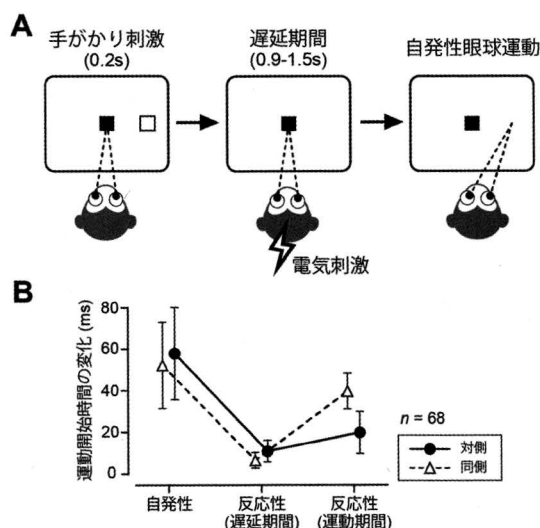 A
手がかり刺激
(0.2s)
遅延期間
(0.9-1.5s)
自発性眼球運動
電気刺激
B
運動開始時間の変化 (ms)
80
60
40
20
0
自発性
反応性
(遅延期間)
反応性
(運動期間)
n = 68
対側
同側